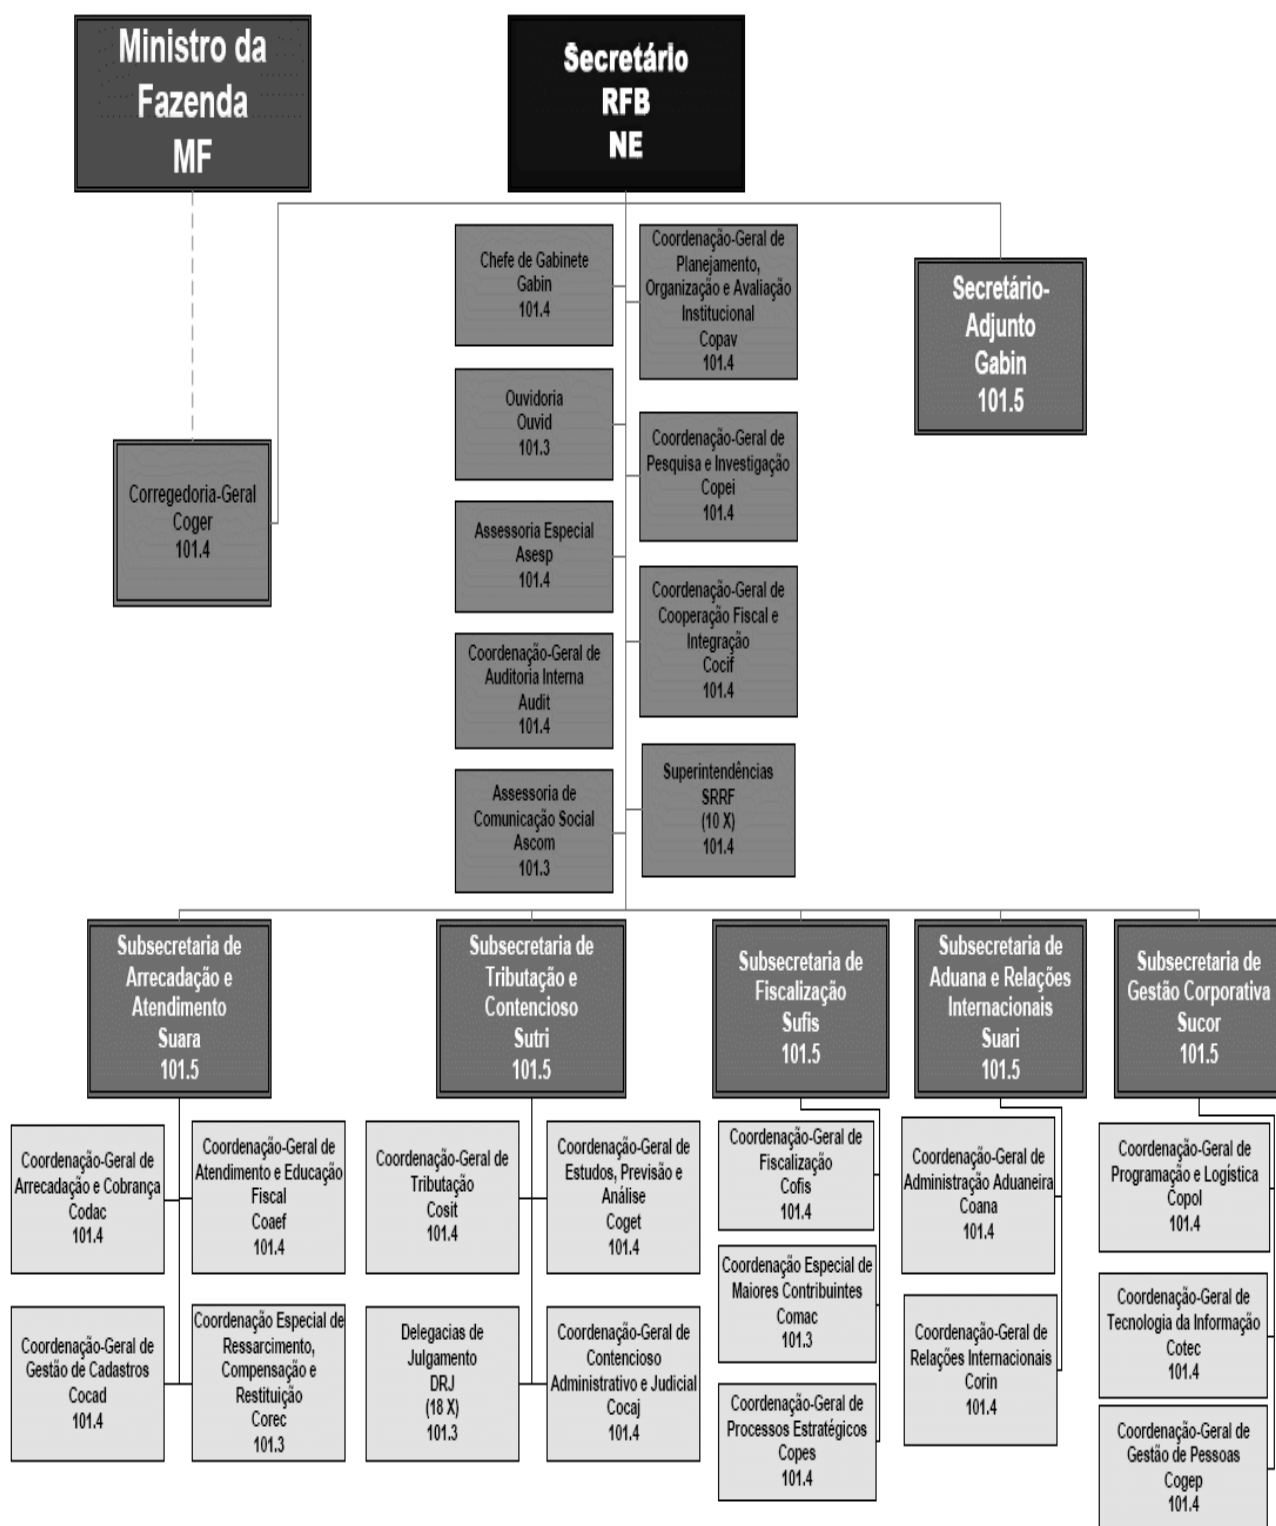 Ministro da
Fazenda
MF
Secretário
RFB
NE
Chefe de Gabinete
Gabin
101.4
Coordenação-Geral de
Planejamento,
Organização e Avaliação
Institucional
Copav
101.4
Secretário-
Adjunto
Gabin
101.5
Ouvidoria
Ouvid
101.3
Coordenação-Geral de
Pesquisa e Investigação
Copei
101.4
Corregedoria-Geral
Coger
101.4
Assessoria Especial
Asesp
101.4
Coordenação-Geral de
Cooperação Fiscal e
Integração
Cocif
101.4
Coordenação-Geral de
Auditoria Interna
Audit
101.4
Superintendências
SRRF
(10 X)
101.4
Assessoria de
Comunicação Social
Ascom
101.3
Subsecretaria de
Arrecadação e
Atendimento
Suara
101.5
Subsecretaria de
Tributação e
Contencioso
Sutri
101.5
Subsecretaria de
Fiscalização
Sufis
101.5
Subsecretaria de
Aduana e Relações
Internacionais
Suari
101.5
Subsecretaria de
Gestão Corporativa
Sucor
101.5
Coordenação-Geral de
Arrecadação e Cobrança
Codac
101.4
Coordenação-Geral de
Atendimento e Educação
Fiscal
Coaef
101.4
Coordenação-Geral de
Tributação
Cosit
101.4
Coordenação-Geral de
Estudos, Previsão e
Análise
Coget
101.4
Coordenação-Geral de
Fiscalização
Cofis
101.4
Coordenação-Geral de
Administração Aduaneira
Coana
101.4
Coordenação-Geral de
Programação e Logística
Copol
101.4
Coordenação Especial de
Maiores Contribuintes
Comac
101.3
Coordenação-Geral de
Tecnologia da Informação
Cotec
101.4
Coordenação-Geral de
Gestão de Cadastros
Cocad
101.4
Coordenação Especial de
Ressarcimento,
Compensação e
Restituição
Corec
101.3
Delegacias de
Julgamento
DRJ
(18 X)
101.3
Coordenação-Geral de
Contencioso
Administrativo e Judicial
Cocaj
101.4
Coordenação-Geral de
Relações Internacionais
Corin
101.4
Coordenação-Geral de
Processos Estratégicos
Copes
101.4
Coordenação-Geral de
Gestão de Pessoas
Cogep
101.4